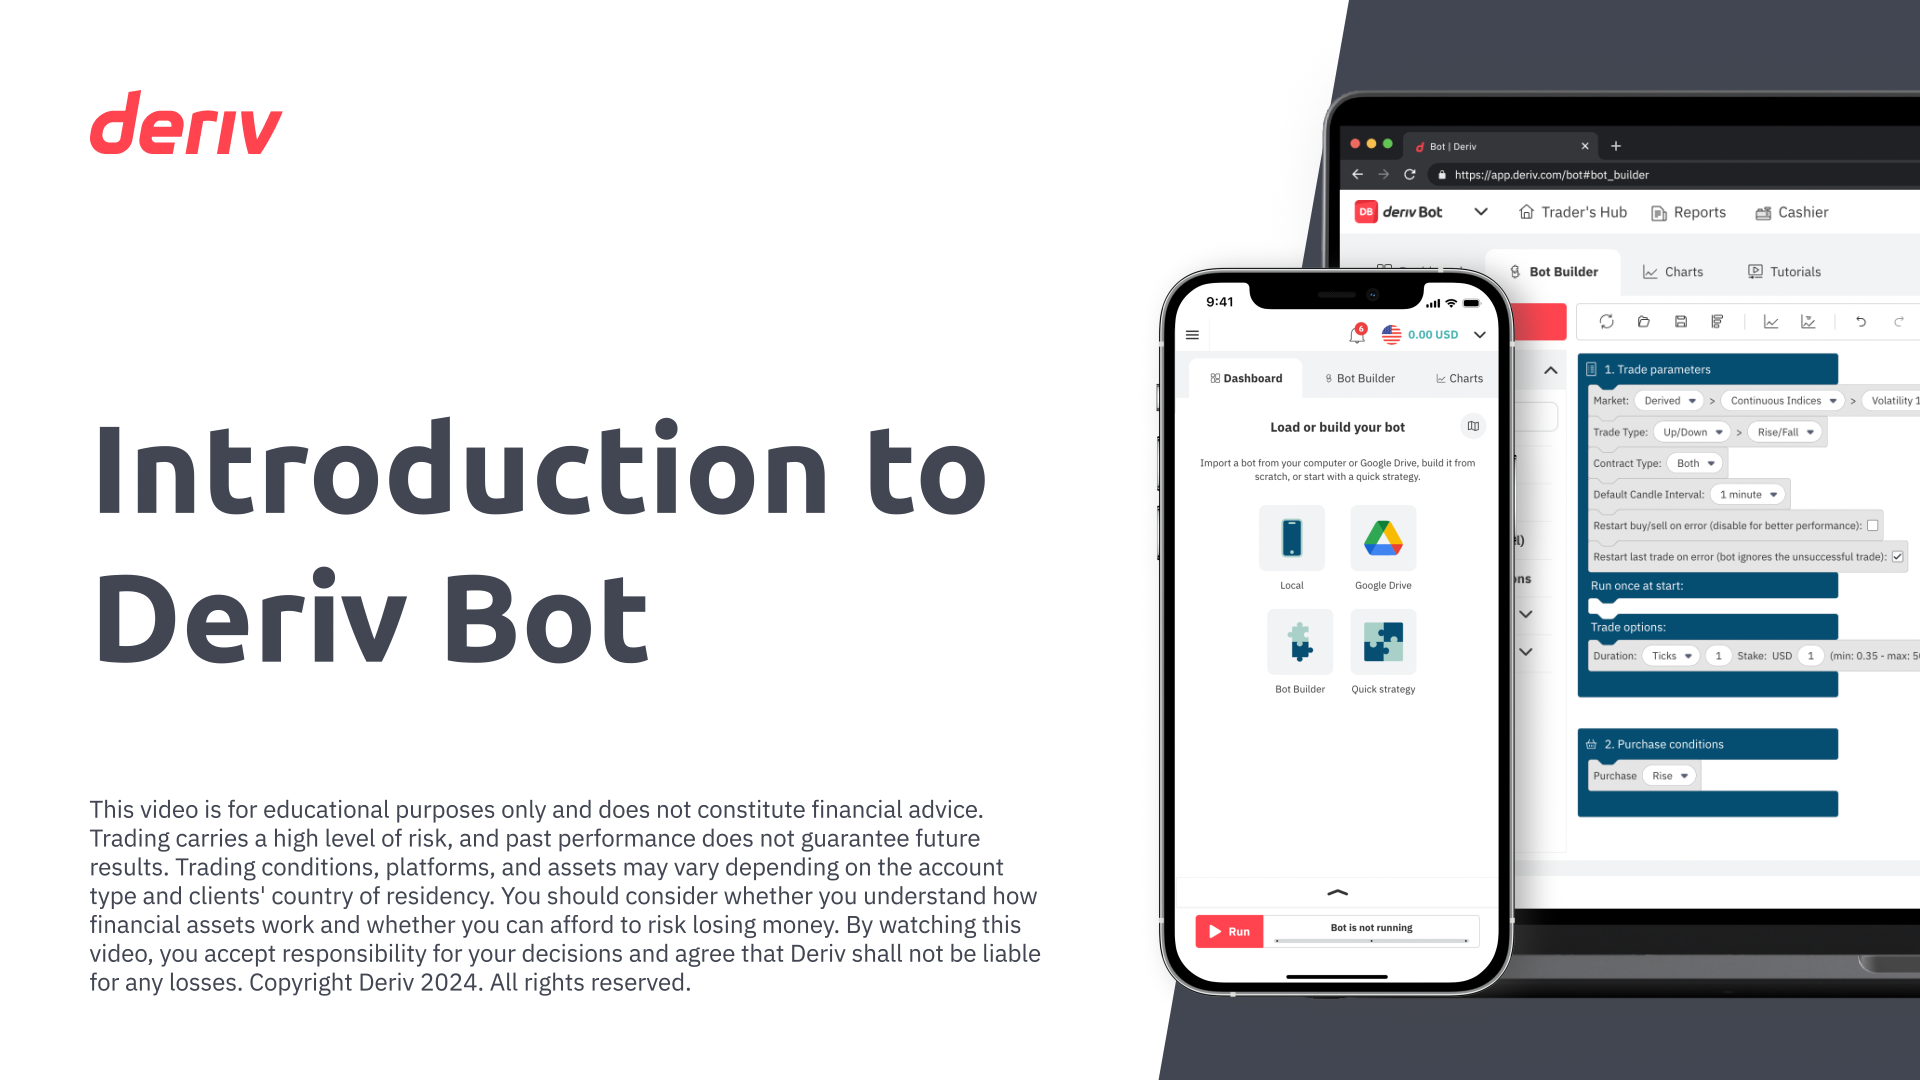 deriv
Introduction to
Deriv Bot
This video is for educational purposes only and does not constitute financial advice.
Trading carries a high level of risk, and past performance does not guarantee future
results. Trading conditions, platforms, and assets may vary depending on the account
type and clients' country of residency. You should consider whether you understand how
financial assets work and whether you can afford to risk losing money. By watching this
video, you accept responsibility for your decisions and agree that Deriv shall not be liable
for any losses. Copyright Deriv 2024. All rights reserved.
9:41
6
0.00 USD
Dashboard Bot Builder Charts
Load or build your bot
Import a bot from your computer or Google Drive, build it from
scratch, or start with a quick strategy.
Local Google Drive
Bot Builder Quick strategy
Run
Bot is not running
Bot | Deriv
https://app.deriv.com/bot#bot_builder
DB deriv Bot Trader's Hub Reports Cashier
Bot Builder Charts Tutorials
1. Trade parameters
Market: Derived > Continuous Indices > Volatility 1
Trade Type: Up/Down > Rise/Fall
Contract Type: Both
Default Candle Interval: 1 minute
Restart buy/sell on error (disable for better performance):
Restart last trade on error (bot ignores the unsuccessful trade):
Run once at start:
Trade options:
Duration: Ticks 1 Stake: USD 1 (min: 0.35 - max: 5
2. Purchase conditions
Purchase Rise